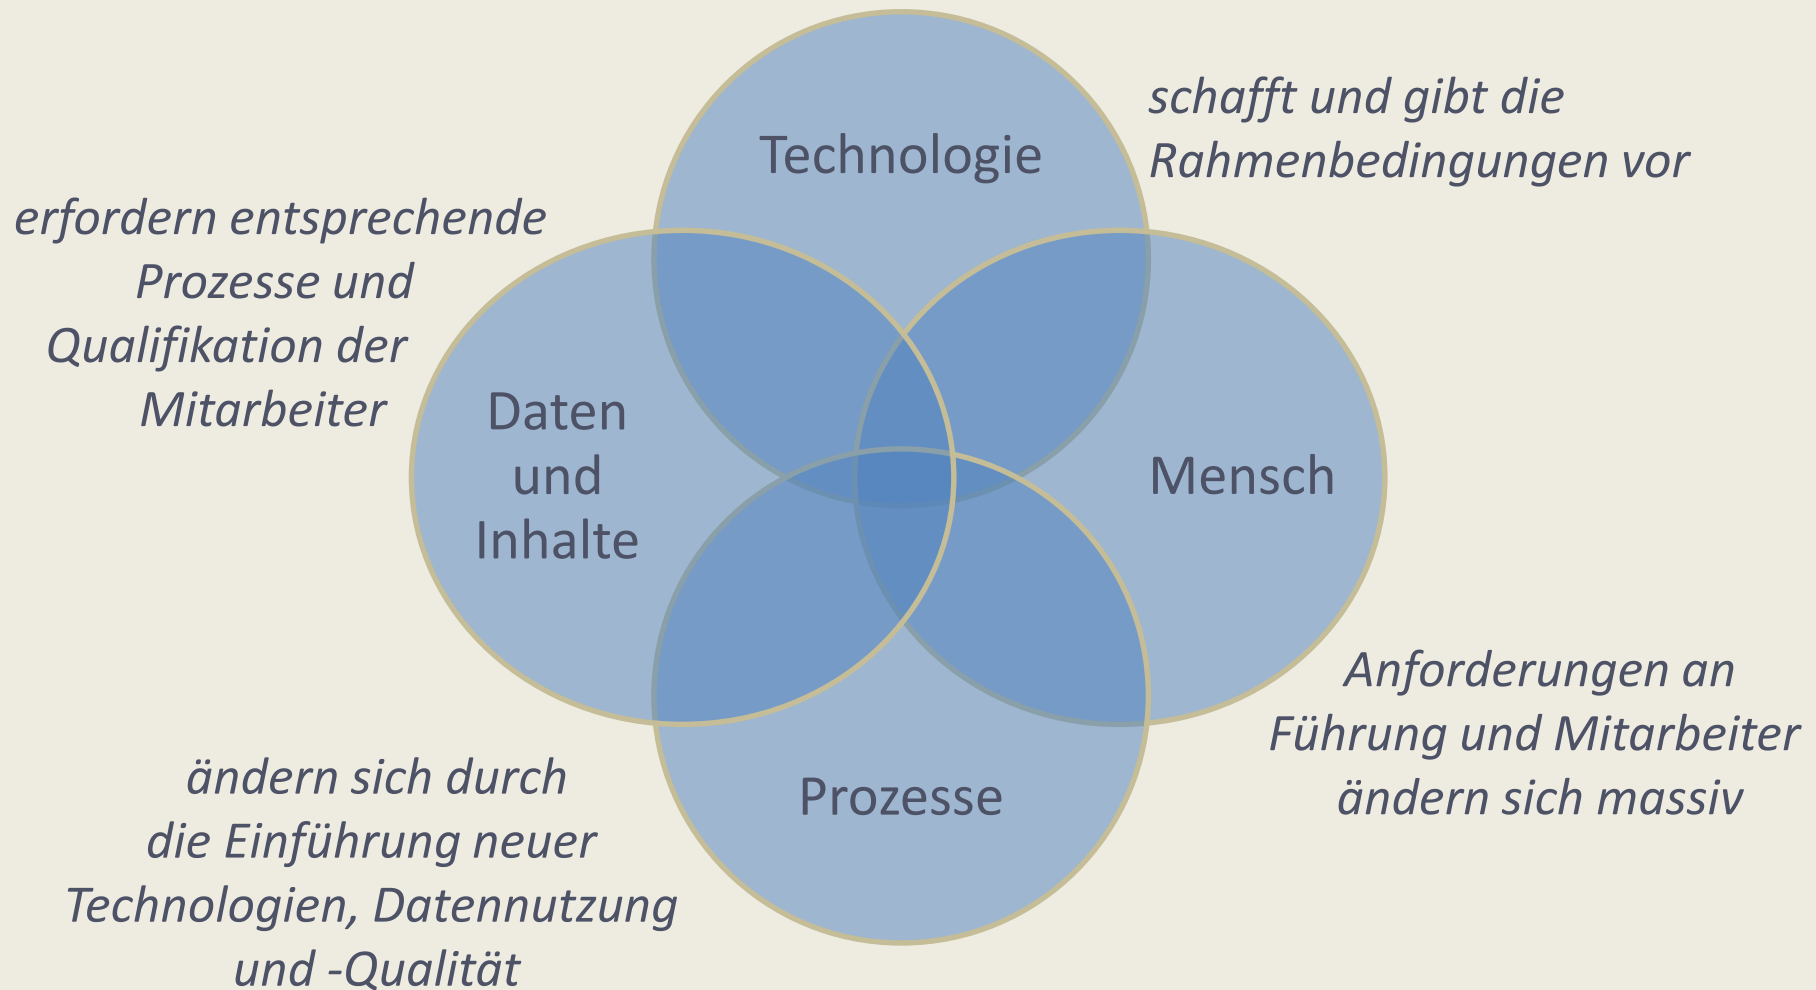 Technologie
schafft und gibt die
Rahmenbedingungen vor
erfordern entsprechende
Prozesse und
Qualifikation der
Mitarbeiter
Daten
und
Inhalte
Mensch
Anforderungen an
Führung und Mitarbeiter
ändern sich massiv
Prozesse
ändern sich durch
die Einführung neuer
Technologien, Datennutzung
und -Qualität